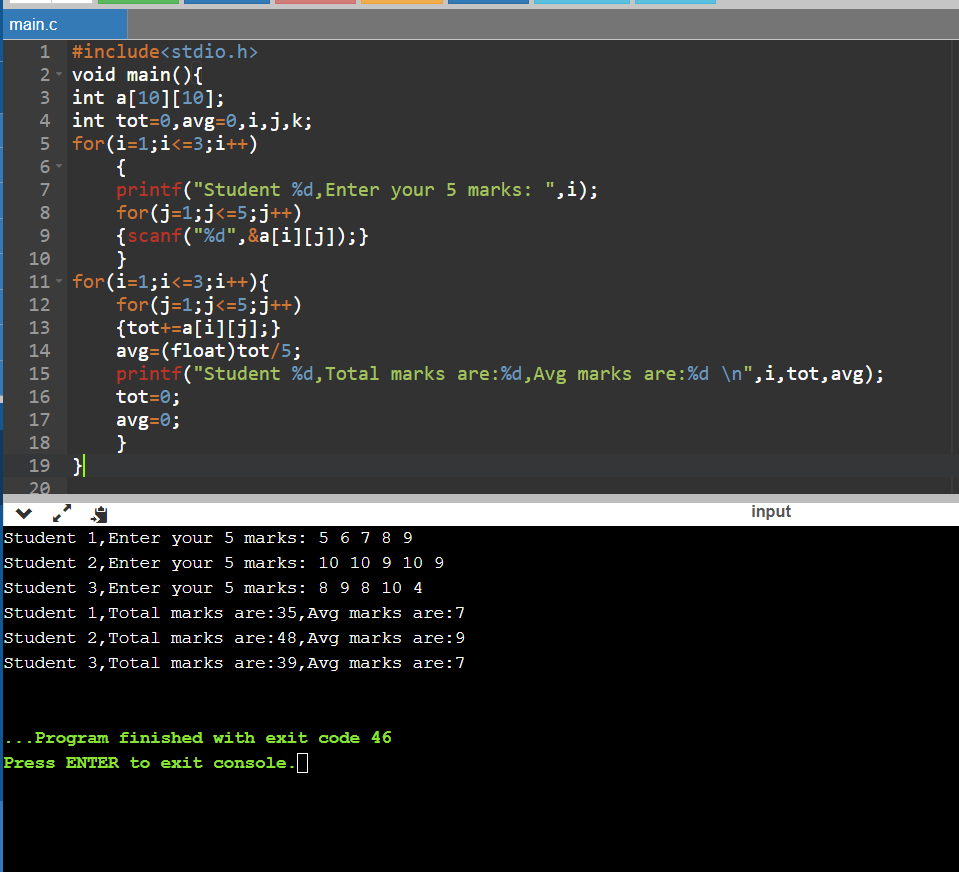 main.c
1 #include<stdio.h>
2 void main(){
3 int a[10][10];
4 int tot=0,avg=0,i,j,k;
5 for(i=1;i<=3;i++)
6 {
7 printf("Student %d,Enter your 5 marks: ",i);
8 for(j=1;j<=5;j++)
9 {scanf("%d",&a[i][j]);}
10 }
11 for(i=1;i<=3;i++){
12 for(j=1;j<=5;j++)
13 {tot+=a[i][j];}
14 avg=(float)tot/5;
15 printf("Student %d,Total marks are:%d,Avg marks are:%d \n",i,tot,avg);
16 tot=0;
17 avg=0;
18 }
19 }
20
input
Student 1,Enter your 5 marks: 5 6 7 8 9
Student 2,Enter your 5 marks: 10 10 9 10 9
Student 3,Enter your 5 marks: 8 9 8 10 4
Student 1,Total marks are:35,Avg marks are:7
Student 2,Total marks are:48,Avg marks are:9
Student 3,Total marks are:39,Avg marks are:7
...Program finished with exit code 46
Press ENTER to exit console.